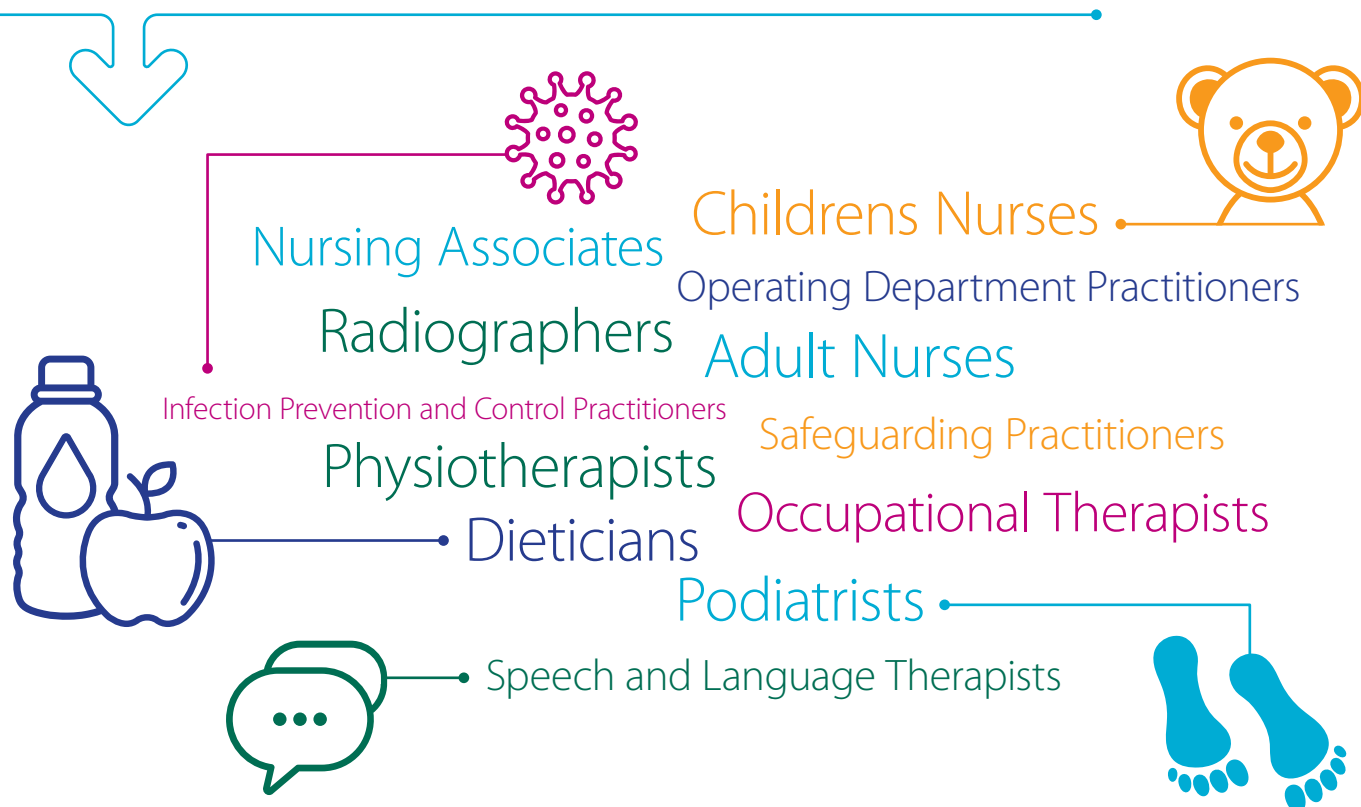 Childrens Nurses
Nursing Associates
Operating Department Practitioners
Radiographers
Adult Nurses
Infection Prevention and Control Practitioners
Safeguarding Practitioners
Physiotherapists
Occupational Therapists
Dieticians
Podiatrists
Speech and Language Therapists